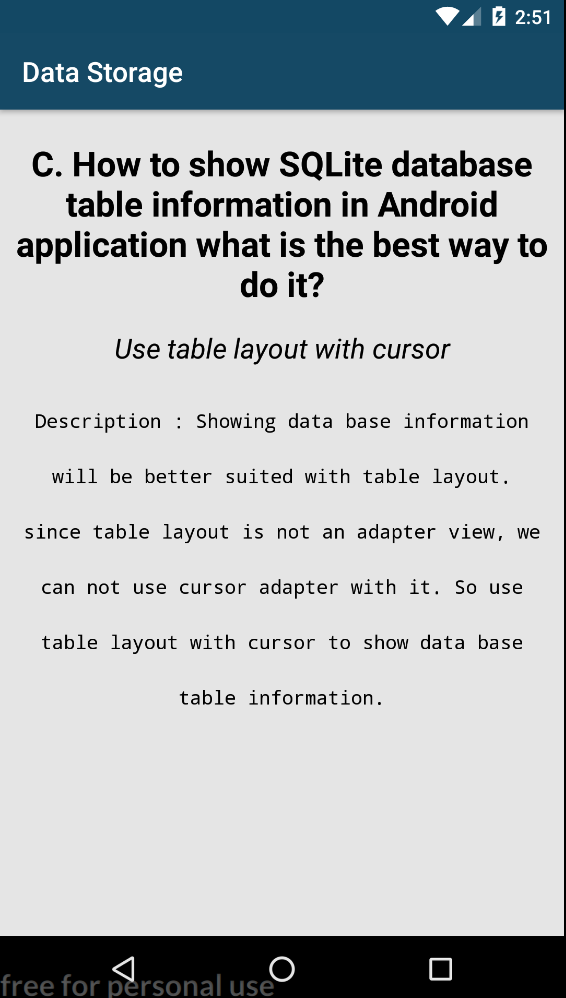 2:51
Data Storage
C. How to show SQLite database
table information in Android
application what is the best way to
do it?
Use table layout with cursor
Description : Showing data base information
will be better suited with table layout.
since table layout is not an adapter view, we
can not use cursor adapter with it. So use
table layout with cursor to show data base
table information.
free for personal use